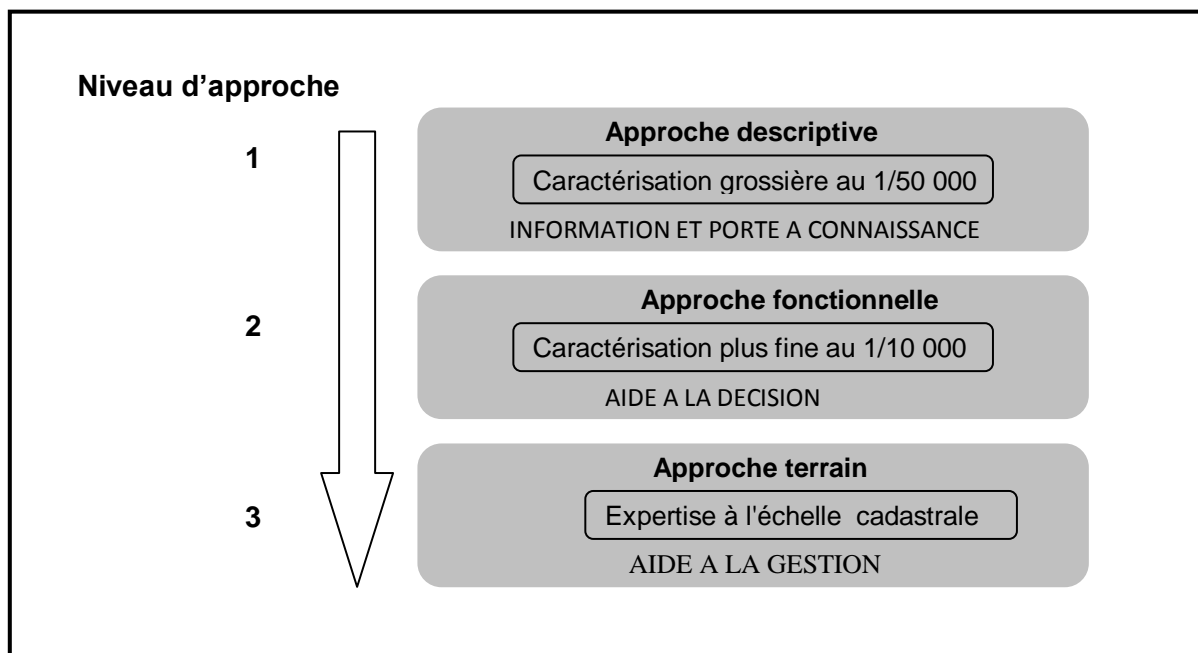 Niveau d'approche
1
Approche descriptive
Caractérisation grossière au 1/50 000
INFORMATION ET PORTE A CONNAISSANCE
2
Approche fonctionnelle
Caractérisation plus fine au 1/10 000
AIDE A LA DECISION
3
Approche terrain
Expertise à l'échelle cadastrale
AIDE A LA GESTION